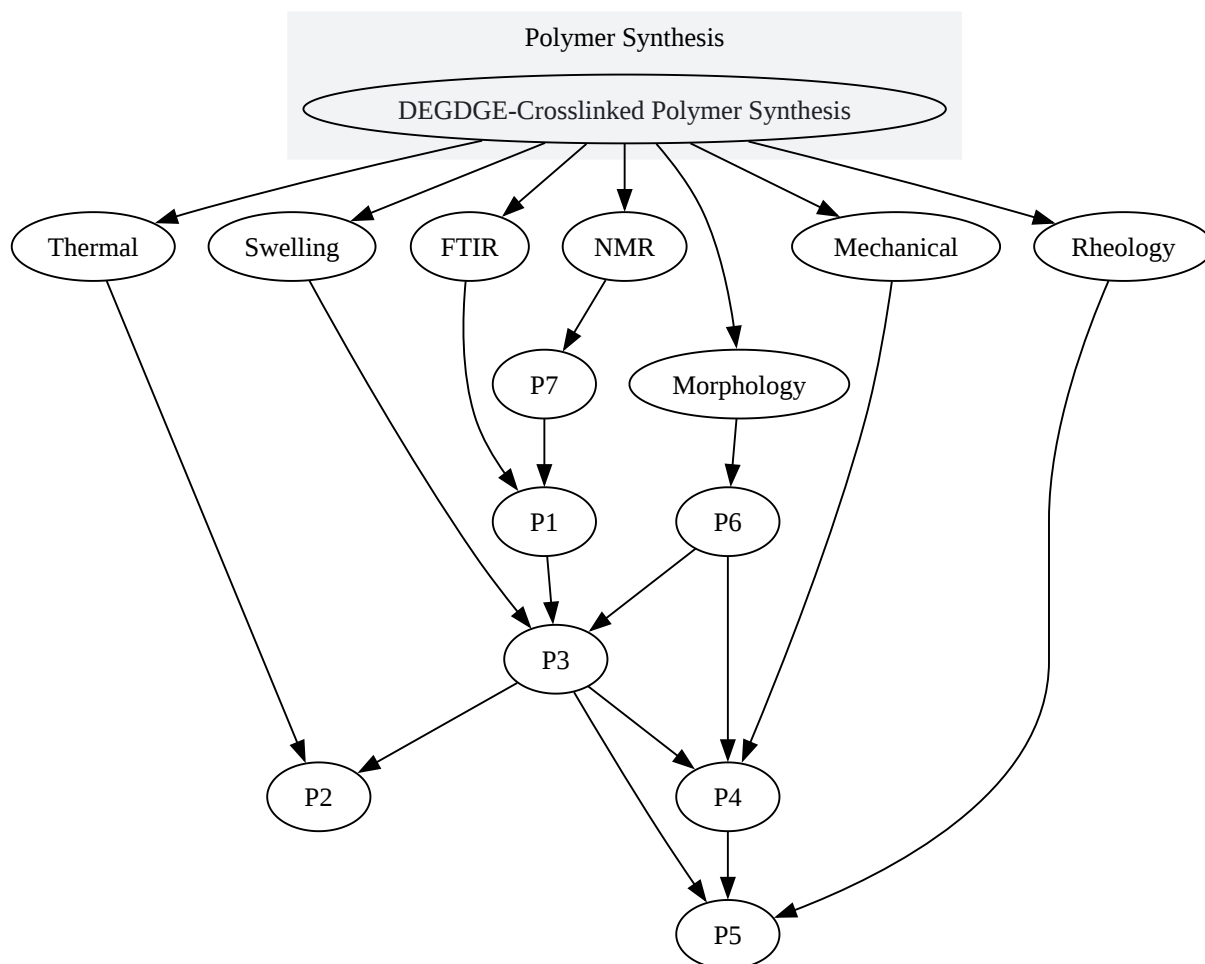 Polymer Synthesis
DEGDGE-Crosslinked Polymer Synthesis
Thermal
Swelling
FTIR
NMR
Mechanical
Rheology
P7
Morphology
P1
P6
P3
P2
P4
P5